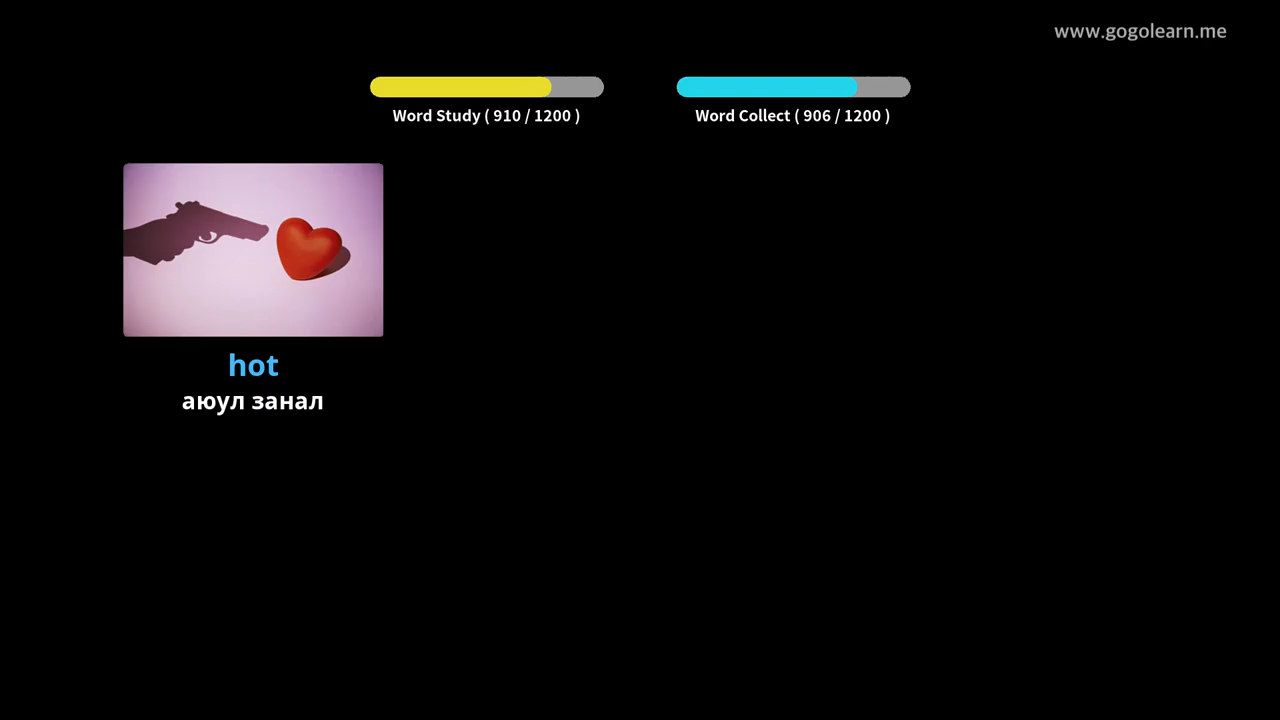 www.gogolearn.me
Word Study ( 910 / 1200 )
Word Collect ( 906 / 1200 )
hot
аюул занал